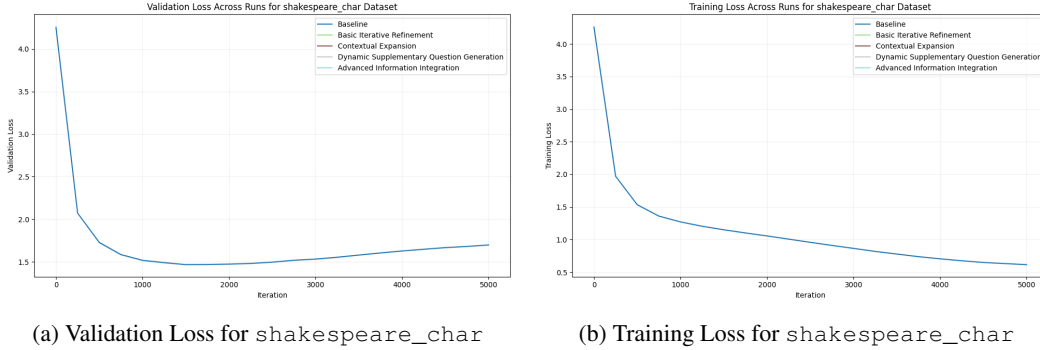 Validation Loss Across Runs for shakespeare_char Dataset
Baseline
Basic Iterative Refinement
Contextual Expansion
Dynamic Supplementary Question Generation
Advanced Information Integration
4.0
3.5
3.0
2.5
2.0
1.5
Validation Loss
0
1000
2000
3000
4000
5000
Iteration
(a) Validation Loss for shakespeare_char
Training Loss Across Runs for shakespeare_char Dataset
Baseline
Basic Iterative Refinement
Contextual Expansion
Dynamic Supplementary Question Generation
Advanced Information Integration
4.0
3.5
3.0
2.5
2.0
1.5
1.0
0.5
Training Loss
0
1000
2000
3000
4000
5000
Iteration
(b) Training Loss for shakespeare_char